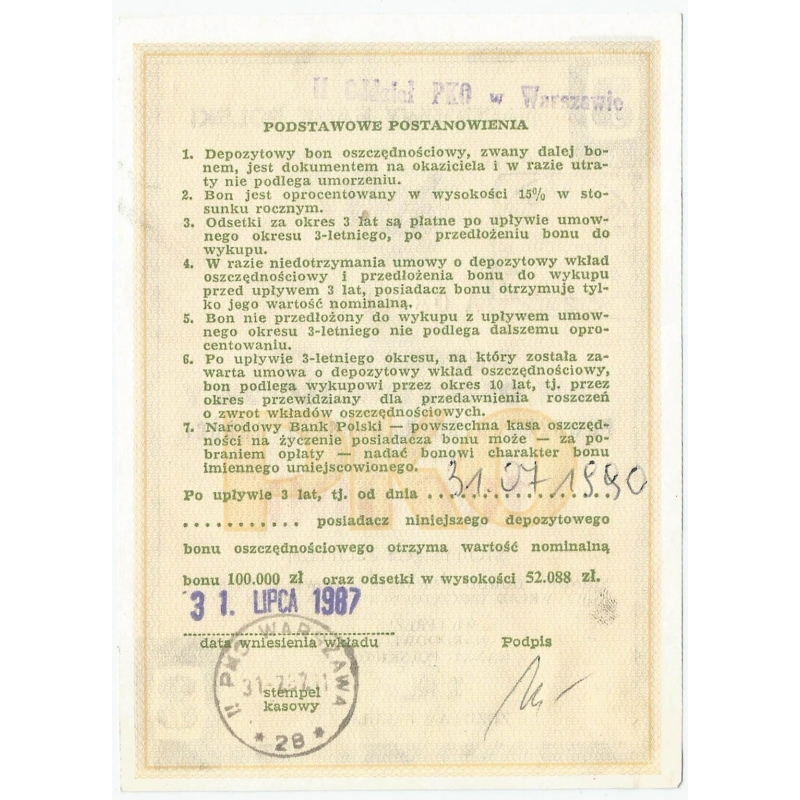 II Oddział PKO w Warszawie
PODSTAWOWE POSTANOWIENIA
1. Depozytowy bon oszczędnościowy, zwany dalej bo-
nem, jest dokumentem na okaziciela i w razie utra-
ty nie podlega umorzeniu.
2. Bon jest oprocentowany w wysokości 15% w sto-
sunku rocznym.
3. Odsetki za okres 3 lat są płatne po upływie umow-
nego okresu 3-letniego, po przedłożeniu bonu do
wykupu.
4. W razie niedotrzymania umowy o depozytowy wkład
oszczędnościowy i przedłożenia bonu do wykupu
przed upływem 3 lat, posiadacz bonu otrzymuje tyl-
ko jego wartość nominalną.
5. Bon nie przedłożony do wykupu z upływem umow-
nego okresu 3-letniego nie podlega dalszemu opro-
centowaniu.
6. Po upływie 3-letniego okresu, na który została za-
warta umowa o depozytowy wkład oszczędnościowy,
bon podlega wykupowi przez okres 10 lat, tj. przez
okres przewidziany dla przedawnienia roszczeń
o zwrot wkładów oszczędnościowych.
7. Narodowy Bank Polski — powszechna kasa oszczęd-
ności na życzenie posiadacza bonu może — za po-
braniem opłaty — nadać bonowi charakter bonu
imiennego umiejscowionego.
PKO
Po upływie 3 lat, tj. od dnia 31.07.1990
........... posiadacz niniejszego depozytowego
bonu oszczędnościowego otrzyma wartość nominalną
bonu 100.000 zł oraz odsetki w wysokości 52.088 zł.
31. LIPCA 1987
data wniesienia wkładu Podpis
II PKO WARSZAWA
stempel
kasowy
* 28 *